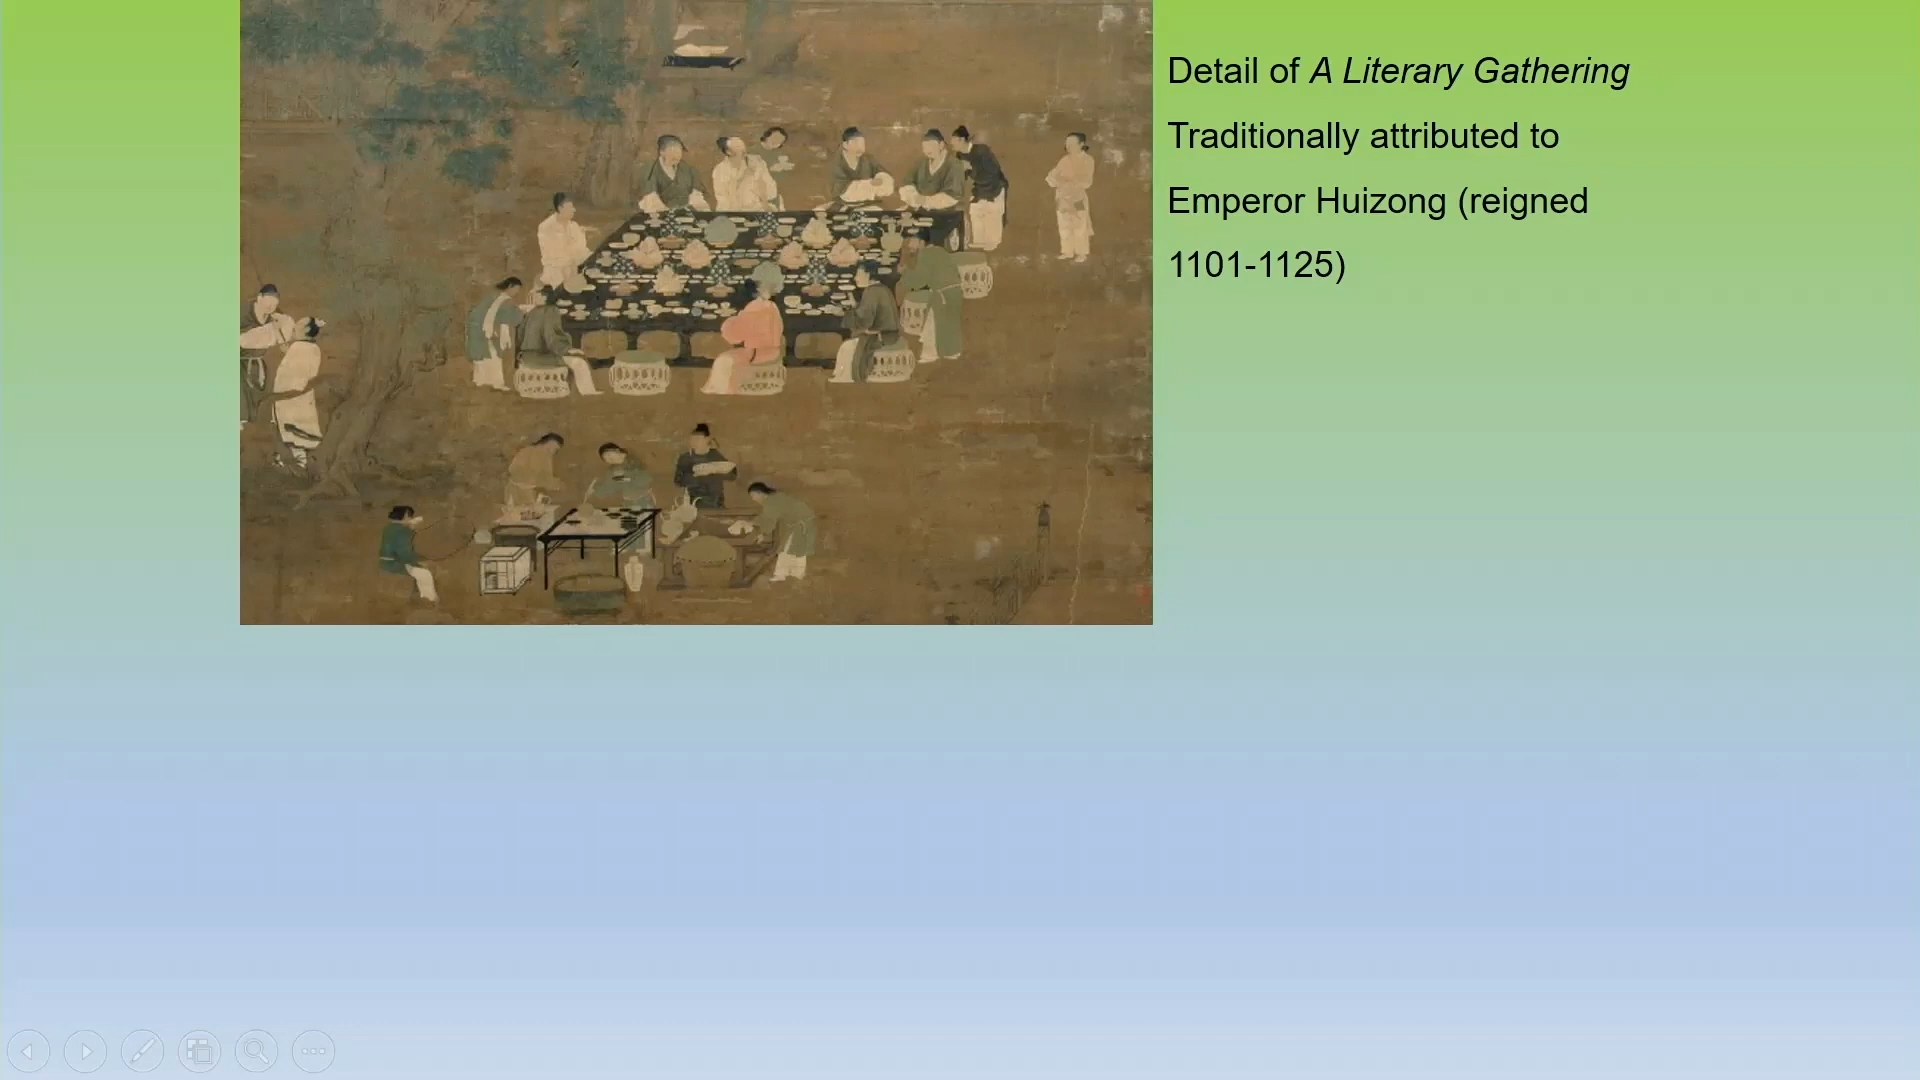 Detail of A Literary Gathering
Traditionally attributed to
Emperor Huizong (reigned
1101-1125)